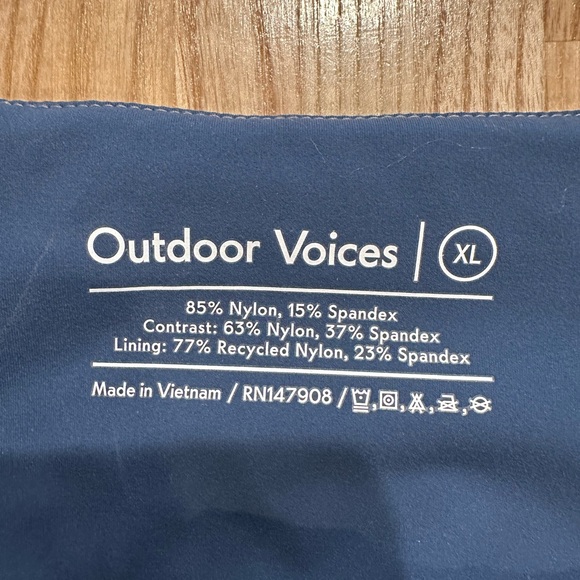 Outdoor Voices | XL
85% Nylon, 15% Spandex
Contrast: 63% Nylon, 37% Spandex
Lining: 77% Recycled Nylon, 23% Spandex
Made in Vietnam / RN147908 /